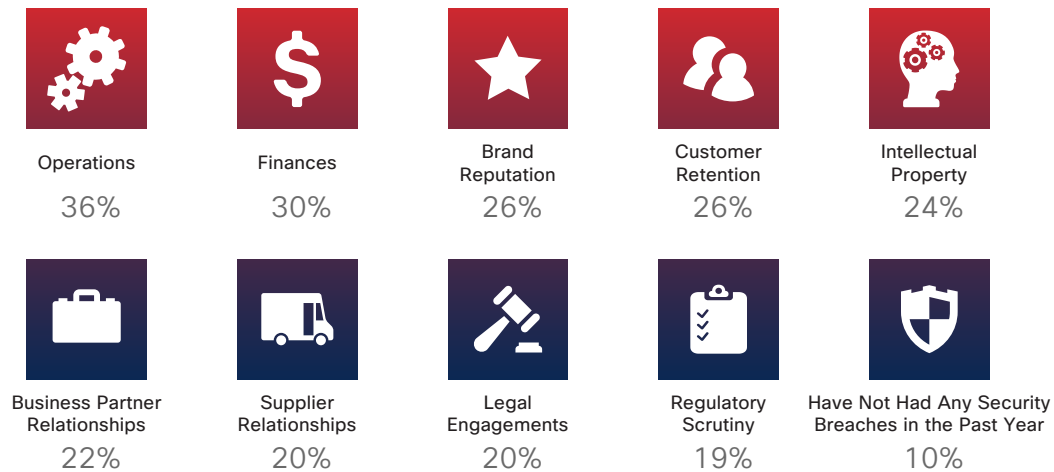 Operations
36%
Finances
30%
Brand
Reputation
26%
Customer
Retention
26%
Intellectual
Property
24%
Business Partner
Relationships
22%
Supplier
Relationships
20%
Legal
Engagements
20%
Regulatory
Scrutiny
19%
Have Not Had Any Security
Breaches in the Past Year
10%